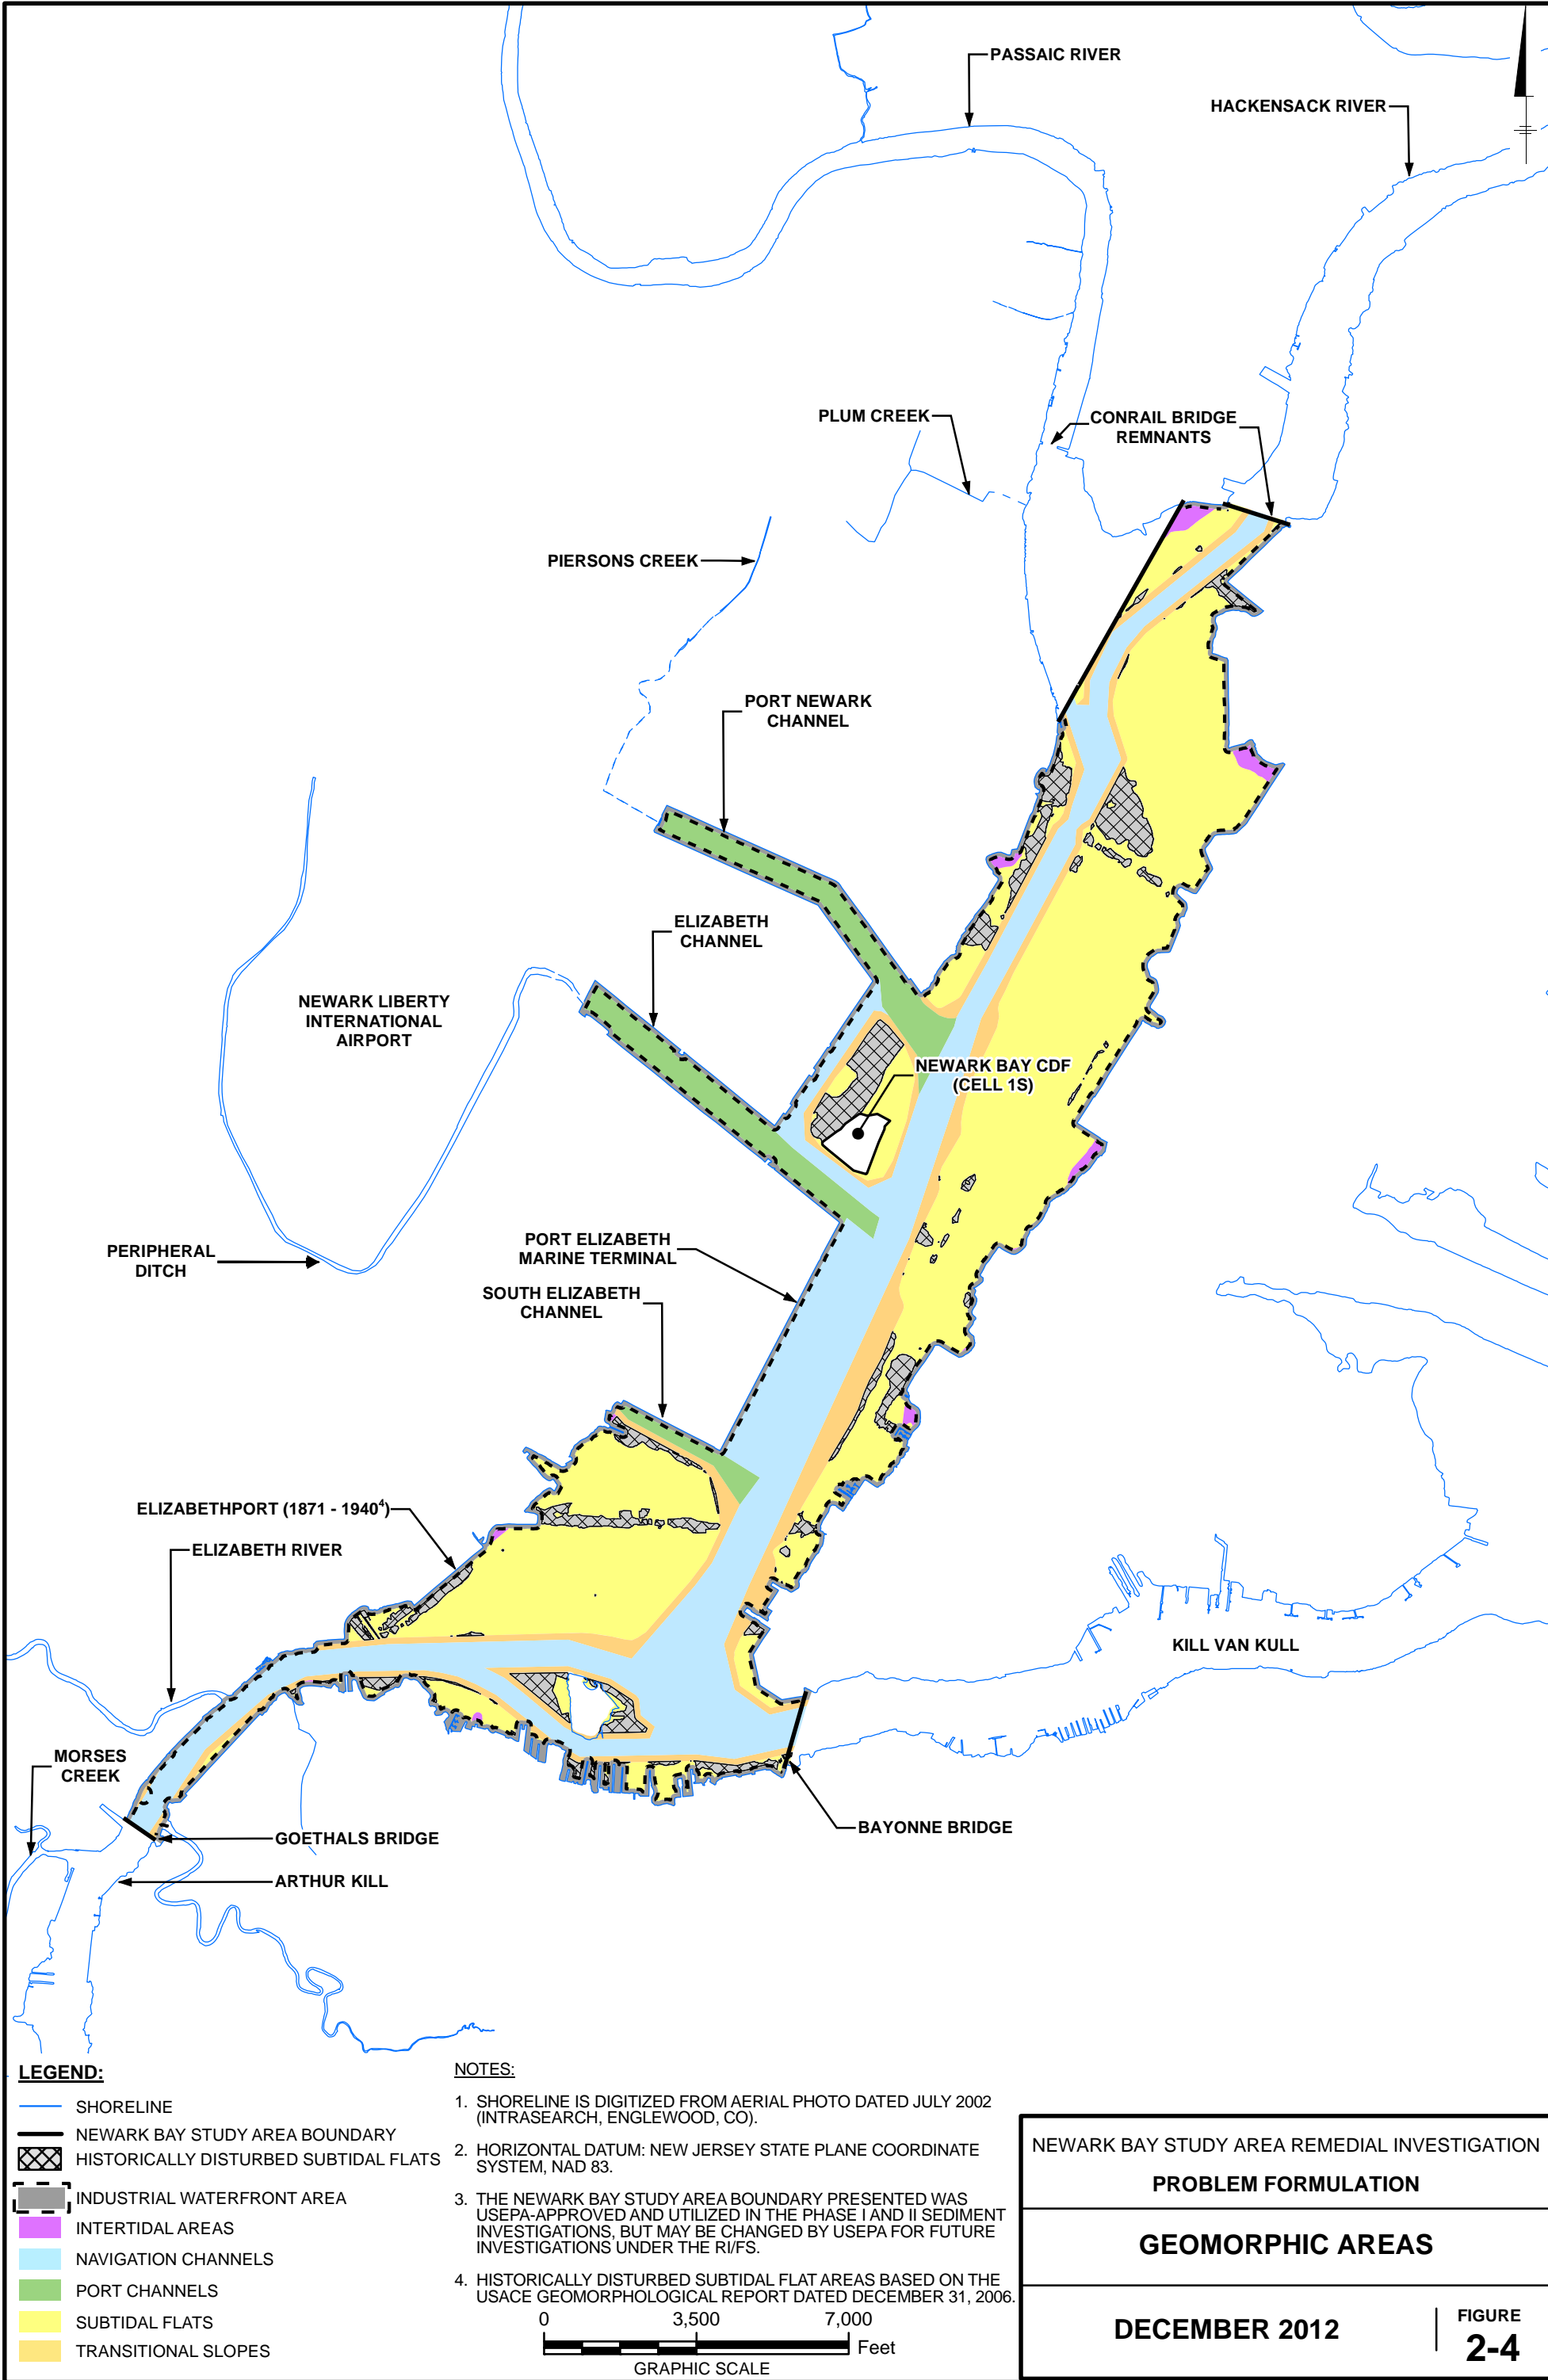 PASSAIC RIVER
HACKENSACK RIVER
PLUM CREEK
CONRAIL BRIDGE
REMNANTS
PIERSONS CREEK
PORT NEWARK
CHANNEL
ELIZABETH
CHANNEL
NEWARK LIBERTY
INTERNATIONAL
AIRPORT
NEWARK BAY CDF
(CELL 1S)
PERIPHERAL
DITCH
PORT ELIZABETH
MARINE TERMINAL
SOUTH ELIZABETH
CHANNEL
ELIZABETHPORT (1871 - 1940⁴)
ELIZABETH RIVER
KILL VAN KULL
MORSES
CREEK
GOETHALS BRIDGE
BAYONNE BRIDGE
ARTHUR KILL
LEGEND:
SHORELINE
NEWARK BAY STUDY AREA BOUNDARY
HISTORICALLY DISTURBED SUBTIDAL FLATS
INDUSTRIAL WATERFRONT AREA
INTERTIDAL AREAS
NAVIGATION CHANNELS
PORT CHANNELS
SUBTIDAL FLATS
TRANSITIONAL SLOPES
NOTES:
1. SHORELINE IS DIGITIZED FROM AERIAL PHOTO DATED JULY 2002
(INTRASEARCH, ENGLEWOOD, CO).
2. HORIZONTAL DATUM: NEW JERSEY STATE PLANE COORDINATE
SYSTEM, NAD 83.
3. THE NEWARK BAY STUDY AREA BOUNDARY PRESENTED WAS
USEPA-APPROVED AND UTILIZED IN THE PHASE I AND II SEDIMENT
INVESTIGATIONS, BUT MAY BE CHANGED BY USEPA FOR FUTURE
INVESTIGATIONS UNDER THE RI/FS.
4. HISTORICALLY DISTURBED SUBTIDAL FLAT AREAS BASED ON THE
USACE GEOMORPHOLOGICAL REPORT DATED DECEMBER 31, 2006.
0 3,500 7,000
Feet
GRAPHIC SCALE
NEWARK BAY STUDY AREA REMEDIAL INVESTIGATION
PROBLEM FORMULATION
GEOMORPHIC AREAS
DECEMBER 2012
FIGURE
2-4